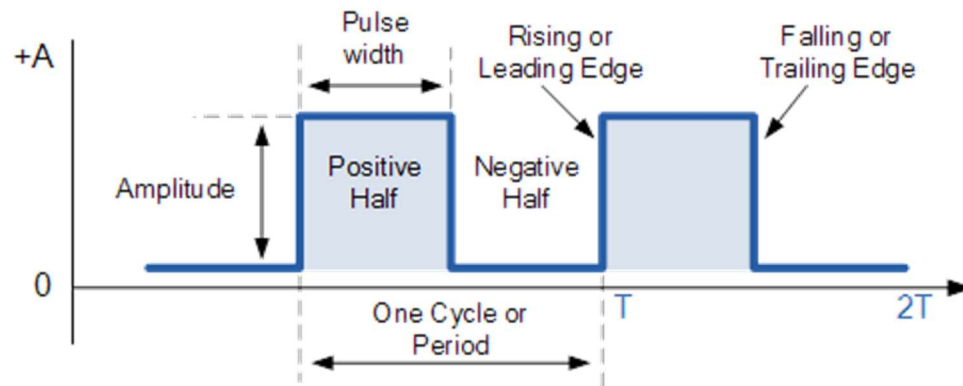 Pulse
width
Rising or
Leading Edge
Falling or
Trailing Edge
+A
Amplitude
Positive
Half
Negative
Half
0
T
2T
One Cycle or
Period